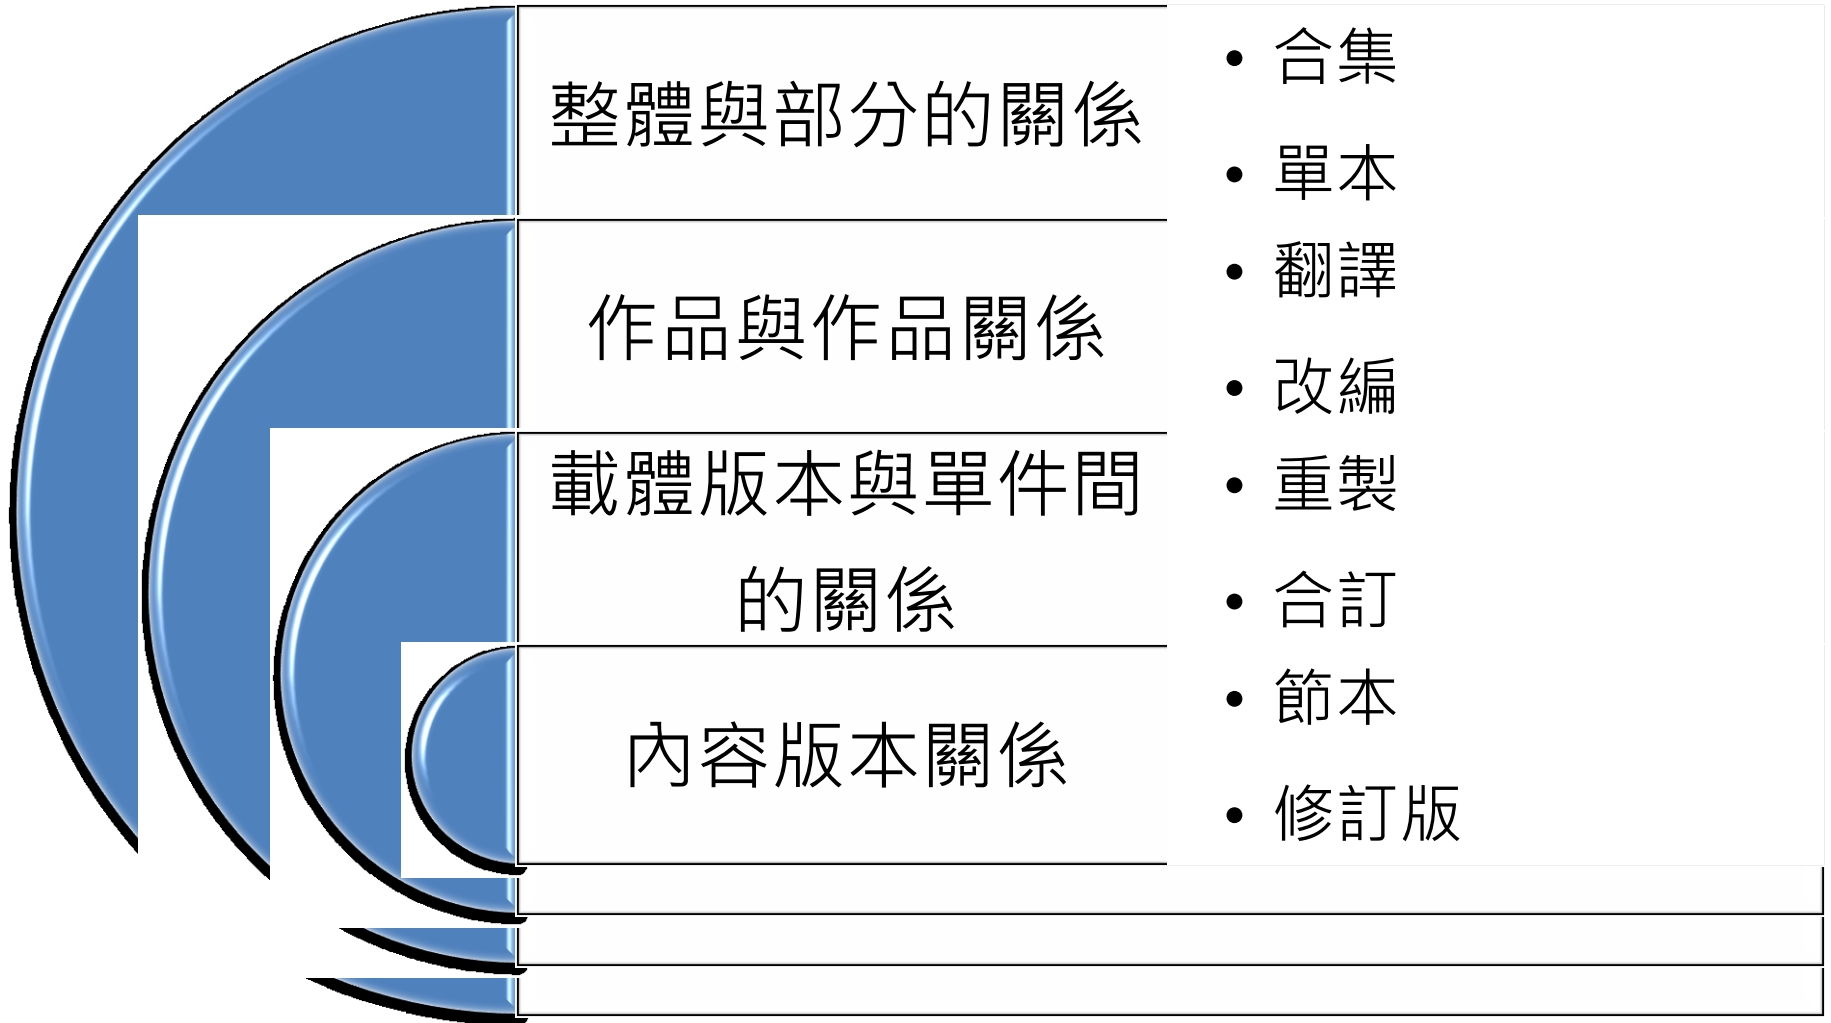 整體與部分的關係
• 合集
• 單本
作品與作品關係
• 翻譯
• 改編
載體版本與單件間
的關係
• 重製
• 合訂
內容版本關係
• 節本
• 修訂版